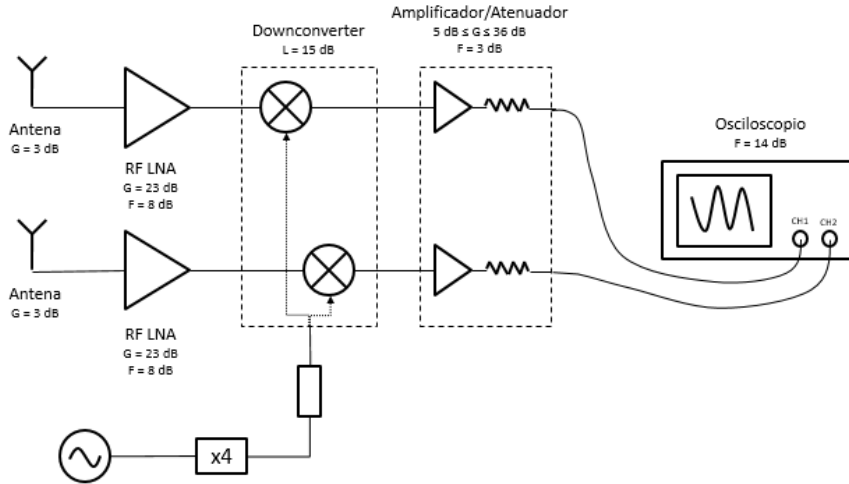 Downconverter
L = 15 dB
Amplificador/Atenuador
5 dB ≤ G ≤ 36 dB
F = 3 dB
Antena
G = 3 dB
RF LNA
G = 23 dB
F = 8 dB
Osciloscopio
F = 14 dB
CH1
CH2
Antena
G = 3 dB
RF LNA
G = 23 dB
F = 8 dB
x4